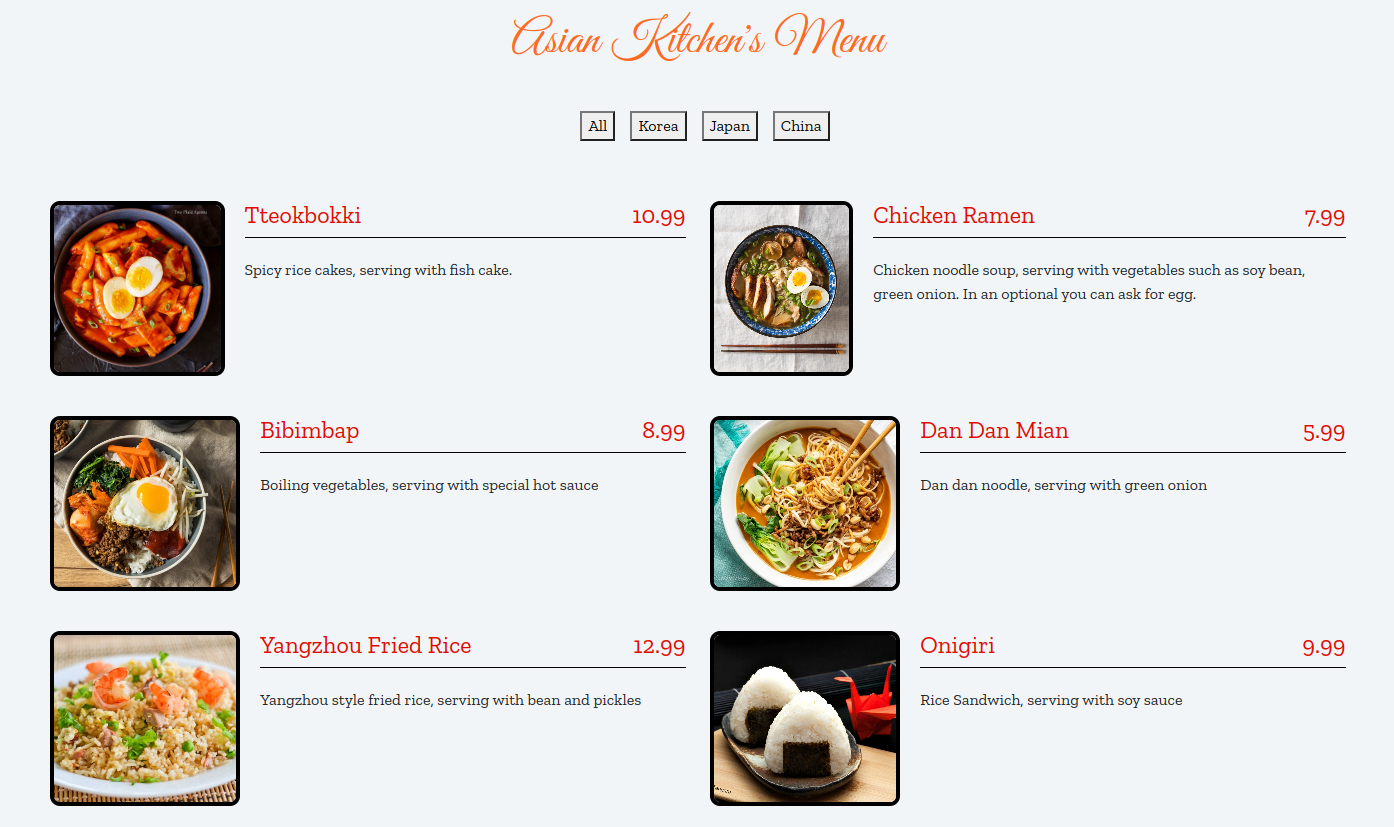 Asian Kitchen's Menu
All Korea Japan China
Tteokbokki 10.99
Spicy rice cakes, serving with fish cake.
Chicken Ramen 7.99
Chicken noodle soup, serving with vegetables such as soy bean,
green onion. In an optional you can ask for egg.
Bibimbap 8.99
Boiling vegetables, serving with special hot sauce
Dan Dan Mian 5.99
Dan dan noodle, serving with green onion
Yangzhou Fried Rice 12.99
Yangzhou style fried rice, serving with bean and pickles
Onigiri 9.99
Rice Sandwich, serving with soy sauce